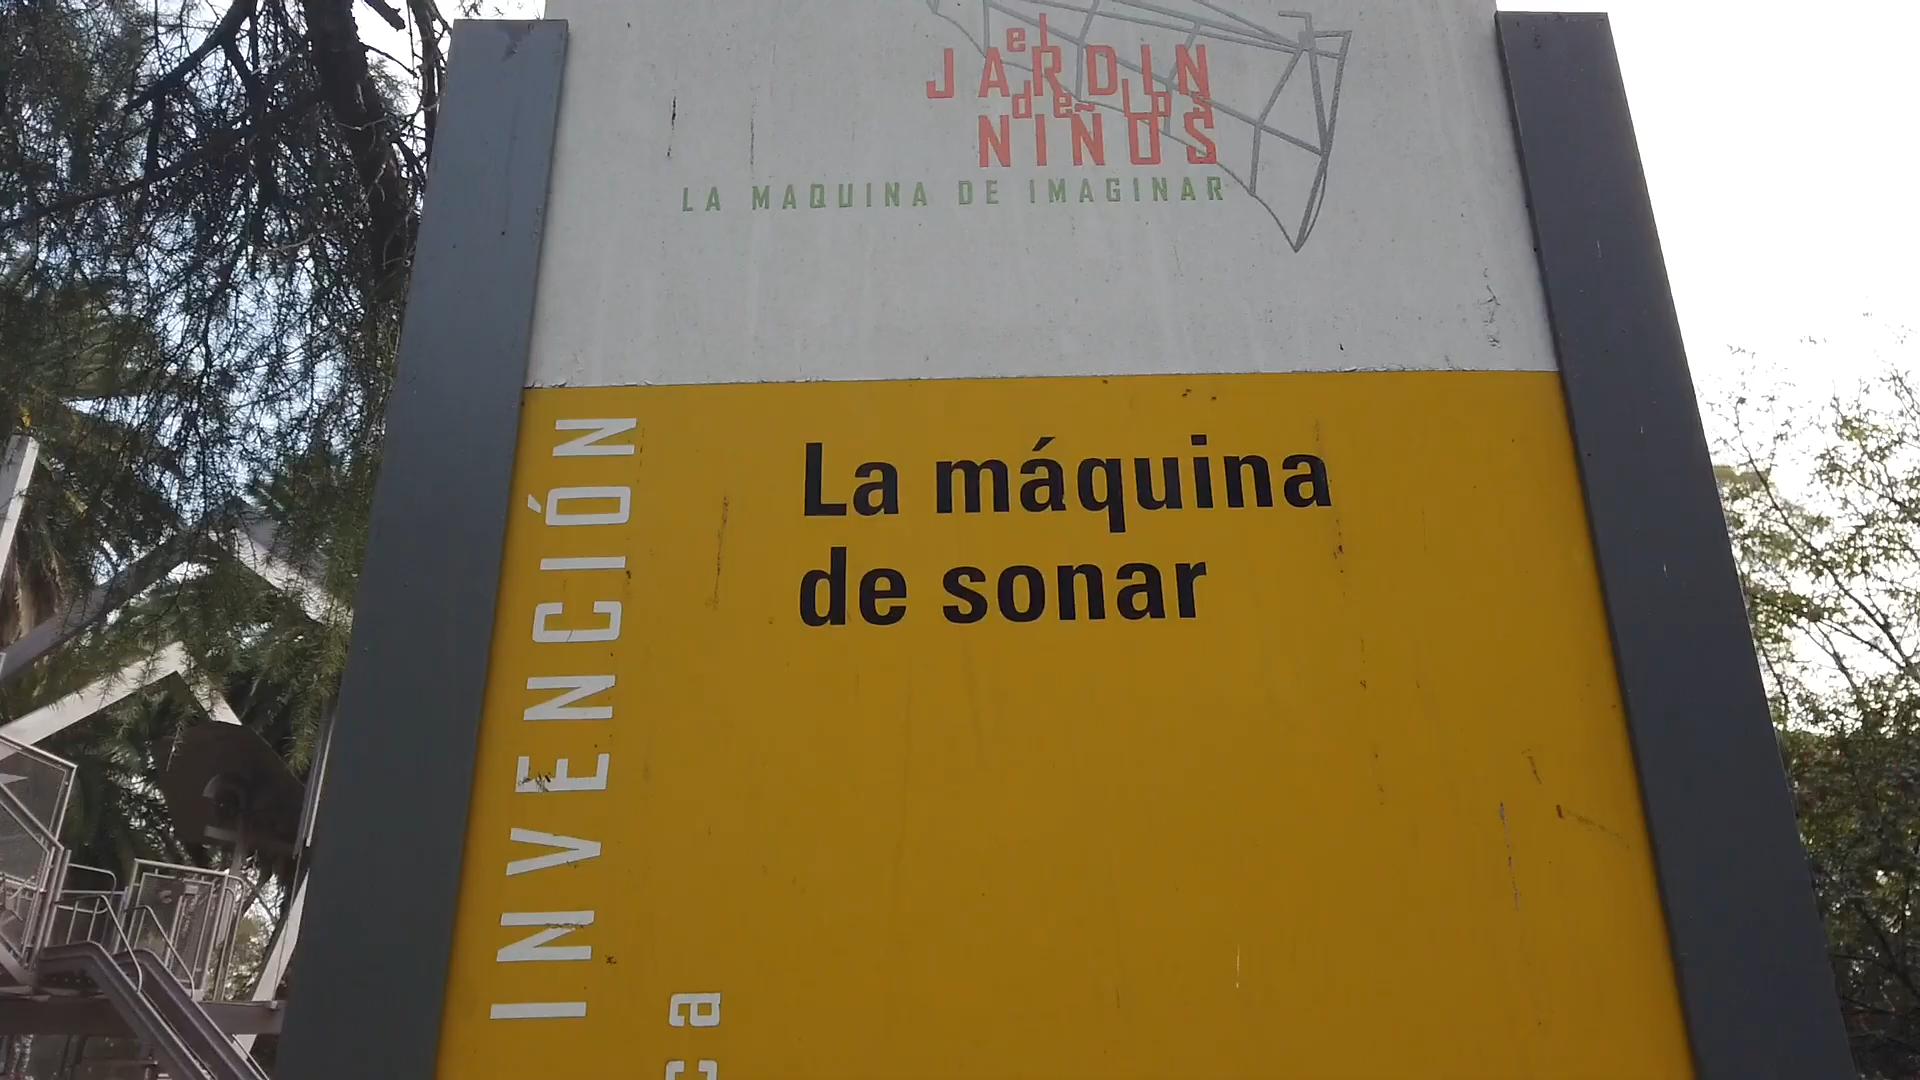 el
JARDIN
de los
NIÑOS
LA MAQUINA DE IMAGINAR
INVENCIÓN
La máquina
de sonar